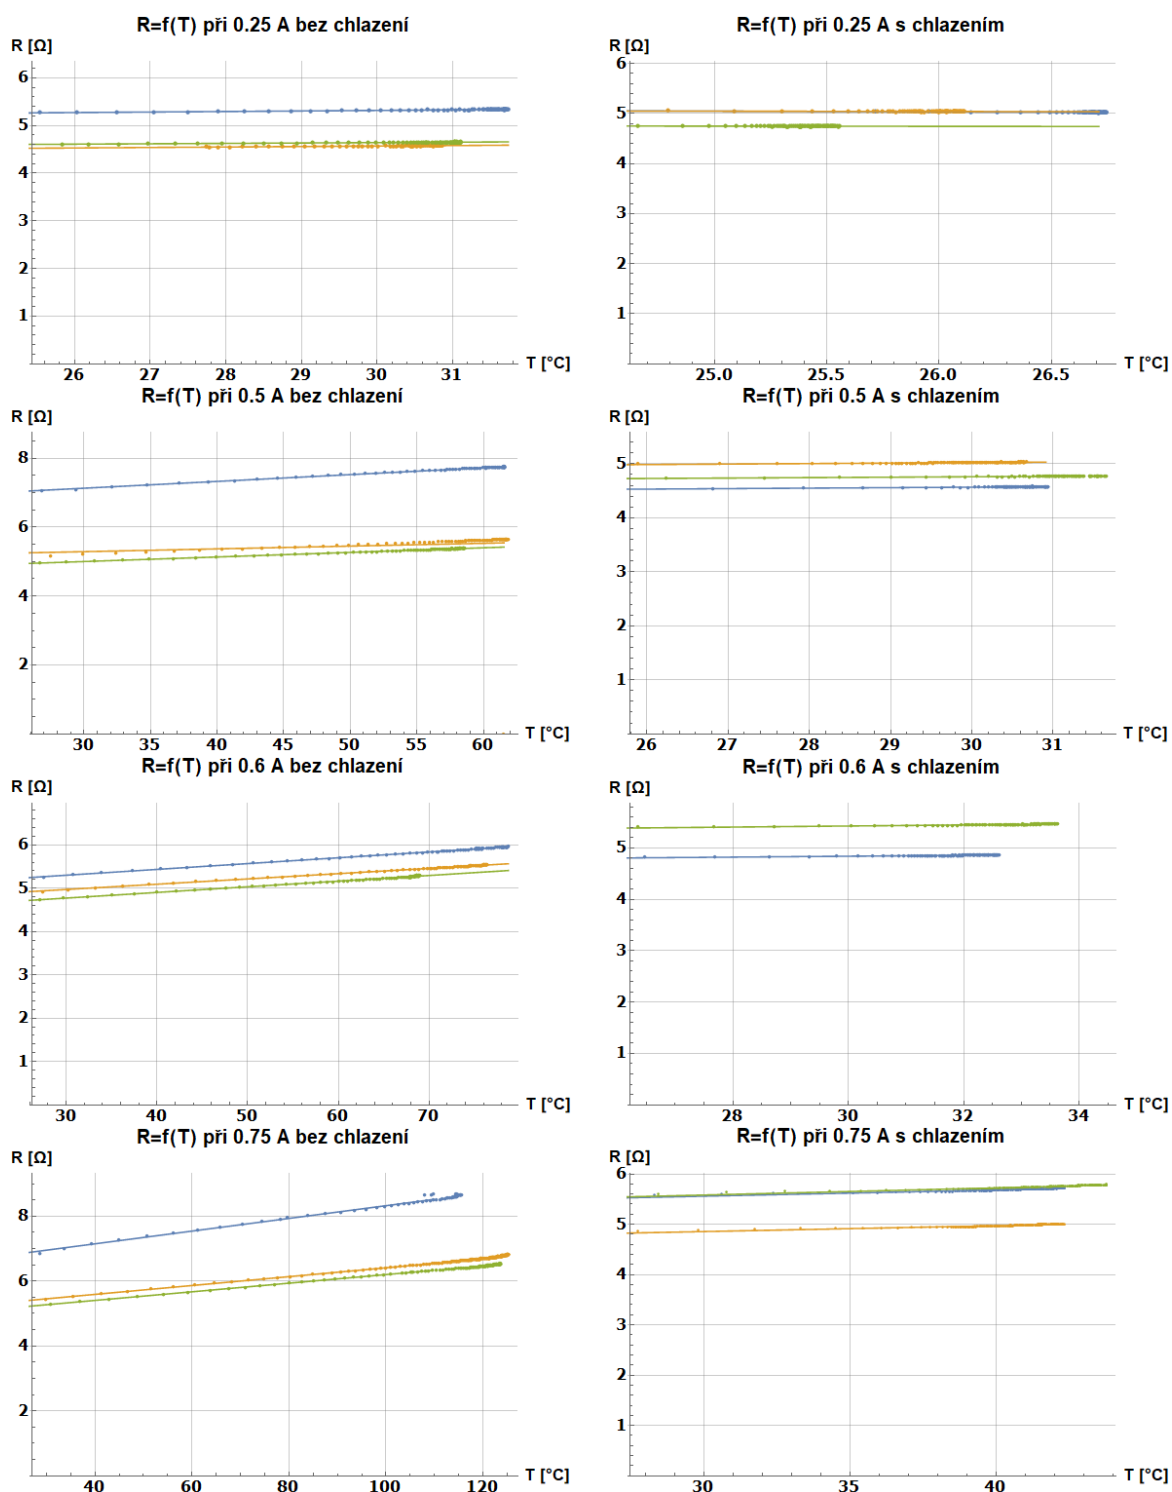 R=f(T) při 0.25 A bez chlazení
R [Ω]
6
5
4
3
2
1
26 27 28 29 30 31
T [°C]
R=f(T) při 0.25 A s chlazením
R [Ω]
6
5
4
3
2
1
25.0 25.5 26.0 26.5
T [°C]
R=f(T) při 0.5 A bez chlazení
R [Ω]
8
6
4
2
30 35 40 45 50 55 60
T [°C]
R=f(T) při 0.5 A s chlazením
R [Ω]
5
4
3
2
1
26 26 28 29 30 31
T [°C]
R=f(T) při 0.6 A bez chlazení
R [Ω]
6
5
4
3
2
1
30 40 50 60 70
T [°C]
R=f(T) při 0.6 A s chlazením
R [Ω]
5
4
3
2
1
28 30 32 34
T [°C]
R=f(T) při 0.75 A bez chlazení
R [Ω]
8
6
4
2
40 60 80 100 120
T [°C]
R=f(T) při 0.75 A s chlazením
R [Ω]
6
5
4
3
2
1
30 35 40
T [°C]